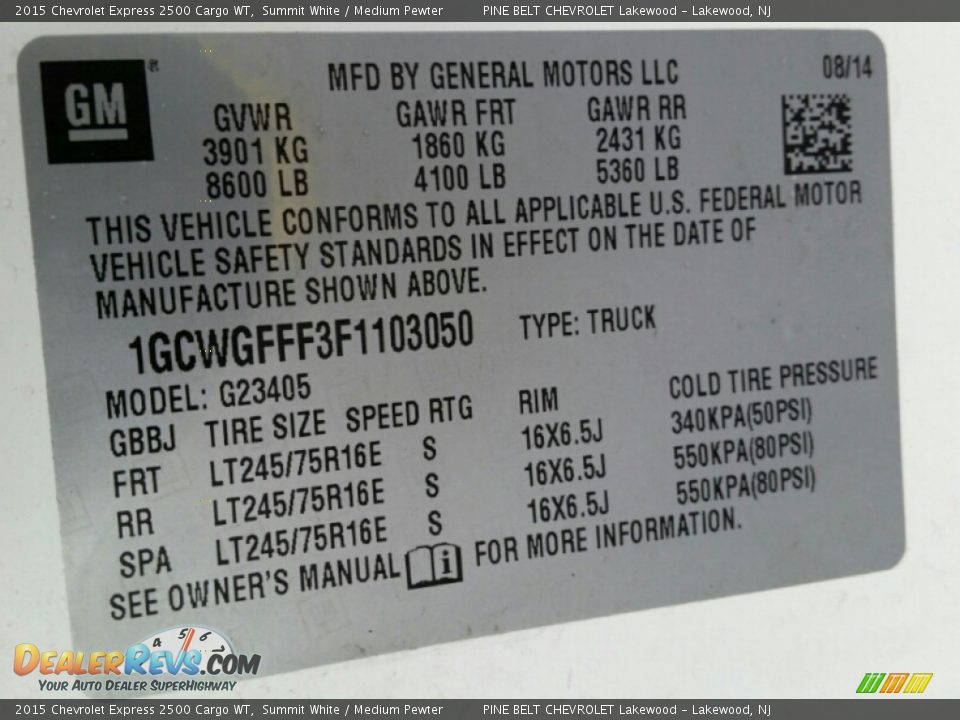 2015 Chevrolet Express 2500 Cargo WT, Summit White / Medium Pewter PINE BELT CHEVROLET Lakewood - Lakewood, NJ
GM ®
MFD BY GENERAL MOTORS LLC 08/14
GVWR GAWR FRT GAWR RR
3901 KG 1860 KG 2431 KG
8600 LB 4100 LB 5360 LB
THIS VEHICLE CONFORMS TO ALL APPLICABLE U.S. FEDERAL MOTOR
VEHICLE SAFETY STANDARDS IN EFFECT ON THE DATE OF
MANUFACTURE SHOWN ABOVE.
1GCWGFFF3F1103050 TYPE: TRUCK
MODEL: G23405
GBBJ TIRE SIZE SPEED RTG RIM COLD TIRE PRESSURE
FRT LT245/75R16E S 16X6.5J 340KPA(50PSI)
RR LT245/75R16E S 16X6.5J 550KPA(80PSI)
SPA LT245/75R16E S 16X6.5J 550KPA(80PSI)
SEE OWNER'S MANUAL i FOR MORE INFORMATION.
4 5 6
DEALERREVS.COM
YOUR AUTO DEALER SUPERHIGHWAY
2015 Chevrolet Express 2500 Cargo WT, Summit White / Medium Pewter PINE BELT CHEVROLET Lakewood - Lakewood, NJ